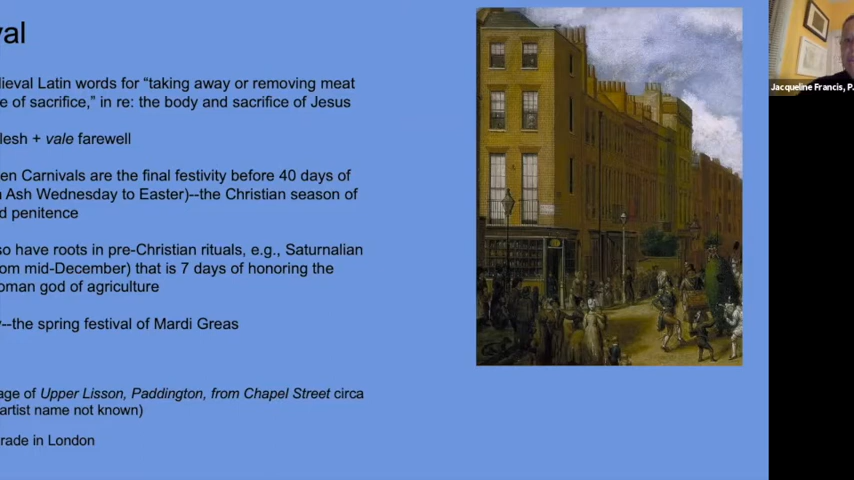 val
dieval Latin words for “taking away or removing meat
e of sacrifice,” in re: the body and sacrifice of Jesus
lesh + vale farewell
en Carnivals are the final festivity before 40 days of
n Ash Wednesday to Easter)--the Christian season of
d penitence
so have roots in pre-Christian rituals, e.g., Saturnalian
om mid-December) that is 7 days of honoring the
oman god of agriculture
y--the spring festival of Mardi Greas
age of Upper Lisson, Paddington, from Chapel Street circa
artist name not known)
rade in London
Jacqueline Francis, P.